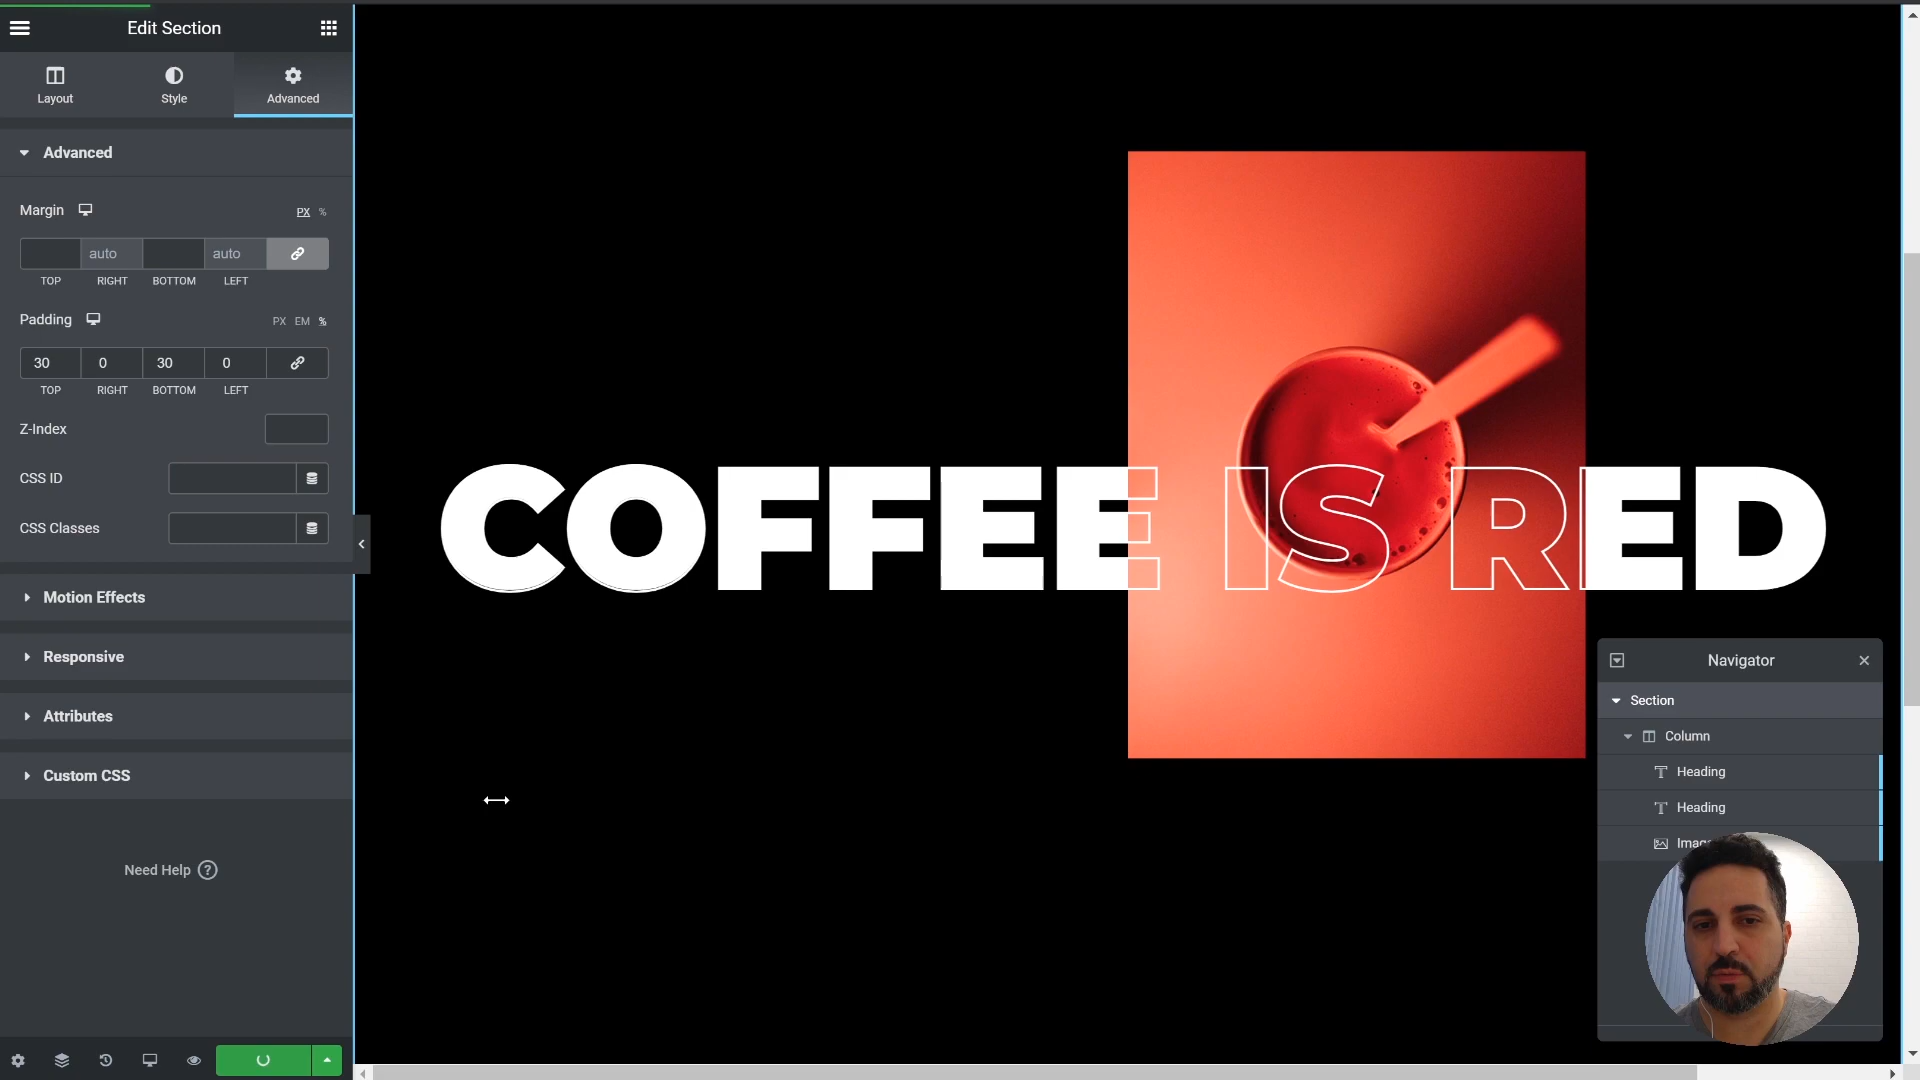 Edit Section
Layout
Style
Advanced
Advanced
Margin
PX %
auto
auto
TOP RIGHT BOTTOM LEFT
Padding
PX EM %
30 0 30 0
TOP RIGHT BOTTOM LEFT
Z-Index
CSS ID
CSS Classes
Motion Effects
Responsive
Attributes
Custom CSS
Need Help ?
COFFEE IS RED
Navigator
Section
Column
Heading
Heading